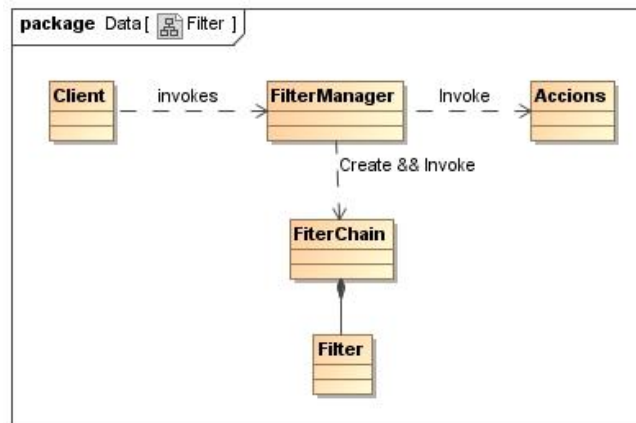 package Data [ Filter ]
Client
invokes
FilterManager
Invoke
Accions
Create && Invoke
FiterChain
Filter